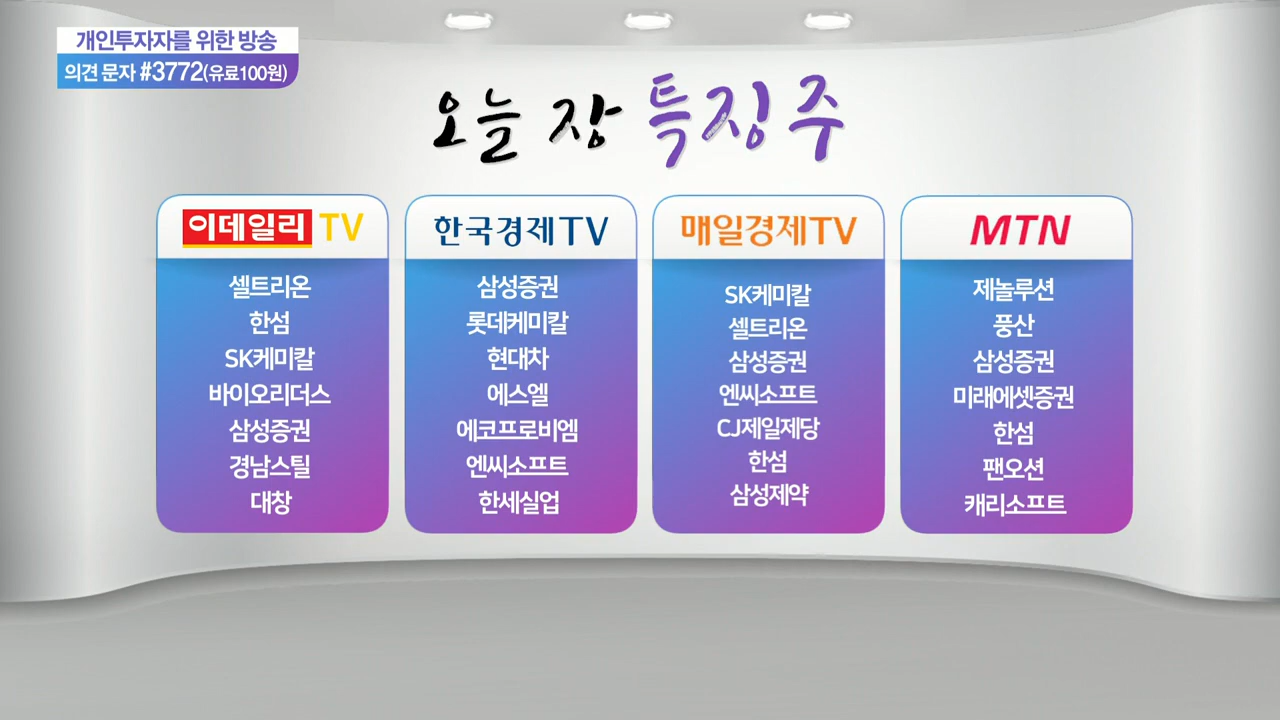 개인투자자를 위한 방송
의견 문자 #3772(유료100원)
오늘 장 특징주
이데일리 TV
셀트리온
한섬
SK케미칼
바이오리더스
삼성증권
경남스틸
대창
한국경제TV
삼성증권
롯데케미칼
현대차
에스엘
에코프로비엠
엔씨소프트
한세실업
매일경제TV
SK케미칼
셀트리온
삼성증권
엔씨소프트
CJ제일제당
한섬
삼성제약
MTN
제놀루션
풍산
삼성증권
미래에셋증권
한섬
팬오션
캐리소프트